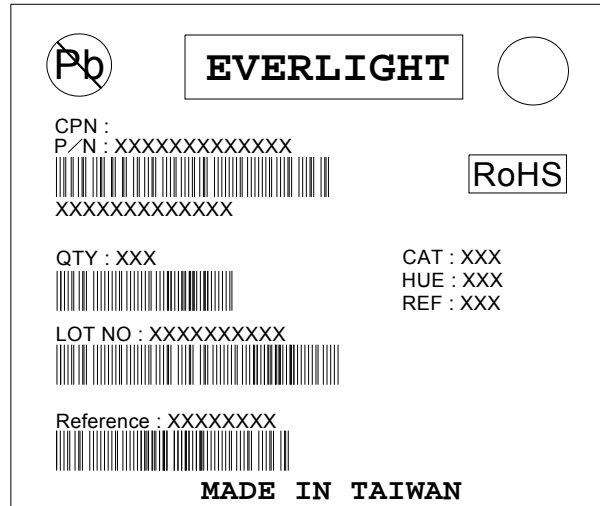 Pb
EVERLIGHT
CPN :
P/N : XXXXXXXXXXXXX
XXXXXXXXXXXXX
RoHS
QTY : XXX
CAT : XXX
HUE : XXX
REF : XXX
LOT NO : XXXXXXXXXX
Reference : XXXXXXXX
MADE IN TAIWAN